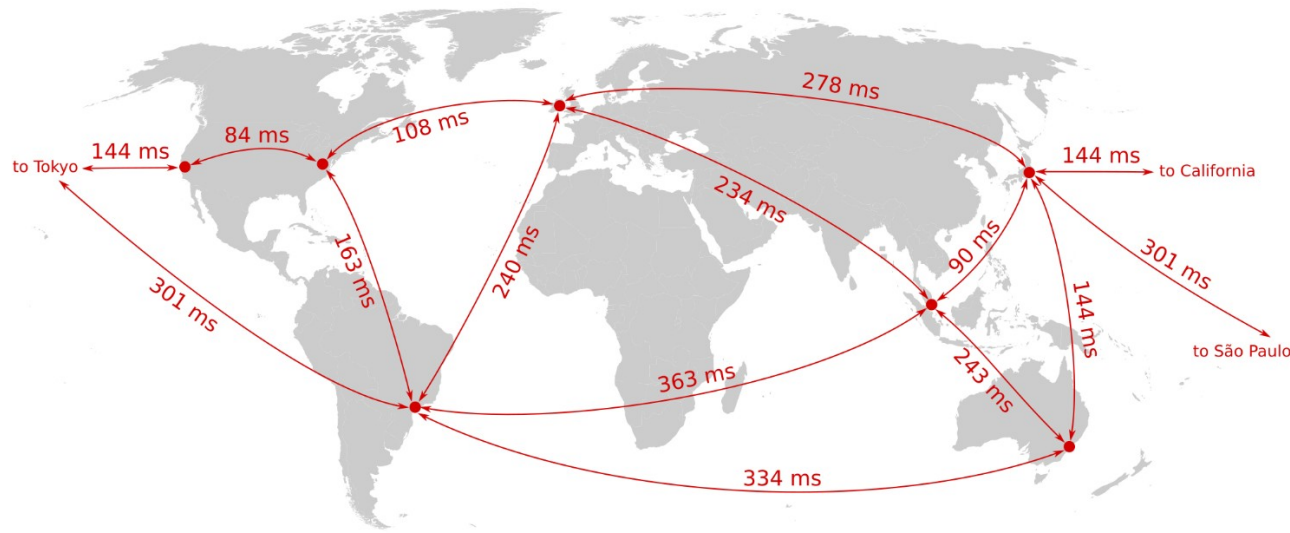 278 ms
108 ms
84 ms
144 ms
to Tokyo
144 ms
to California
234 ms
163 ms
240 ms
90 ms
301 ms
301 ms
144 ms
to São Paulo
363 ms
243 ms
334 ms